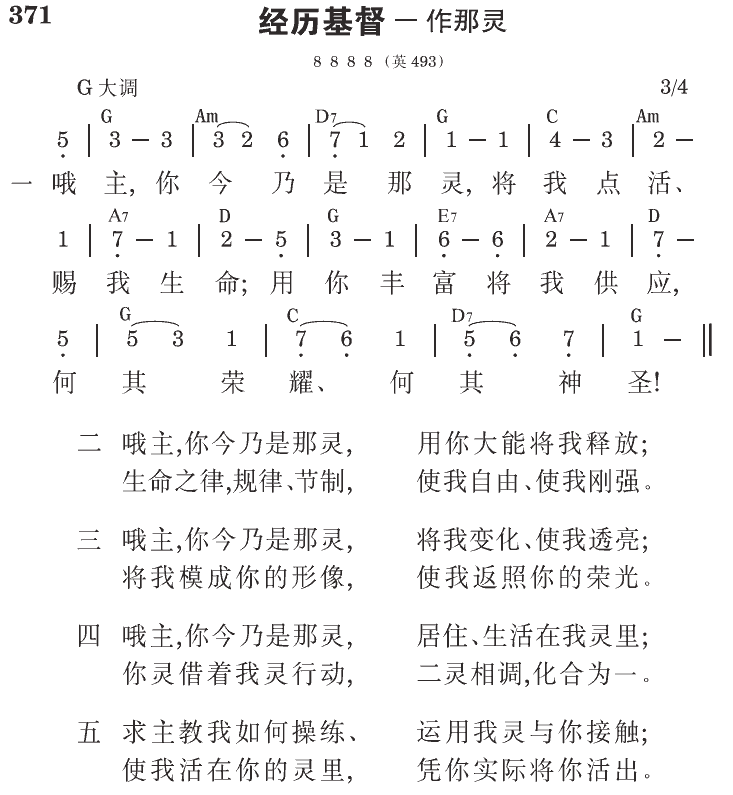 371 经历基督 — 作那灵
8 8 8 8 (英 493)
G 大调 3/4
G Am D7 G C Am
5 | 3 – 3 | 3 2 6 | 7 1 2 | 1 – 1 | 4 – 3 | 2 –
一 哦 主, 你 今 乃 是 那 灵, 将 我 点 活、
A7 D G E7 A7 D
1 | 7 – 1 | 2 – 5 | 3 – 1 | 6 – 6 | 2 – 1 | 7 –
赐 我 生 命; 用 你 丰 富 将 我 供 应,
G C D7 G
5 | 5 3 1 | 7 6 1 | 5 6 7 | 1 – ‖
何 其 荣 耀、 何 其 神 圣!
二 哦主,你今乃是那灵, 用你大能将我释放;
生命之律,规律、节制, 使我自由、使我刚强。
三 哦主,你今乃是那灵, 将我变化、使我透亮;
将我模成你的形像, 使我返照你的荣光。
四 哦主,你今乃是那灵, 居住、生活在我灵里;
你灵借着我灵行动, 二灵相调,化合为一。
五 求主教我如何操练、 运用我灵与你接触;
使我活在你的灵里, 凭你实际将你活出。